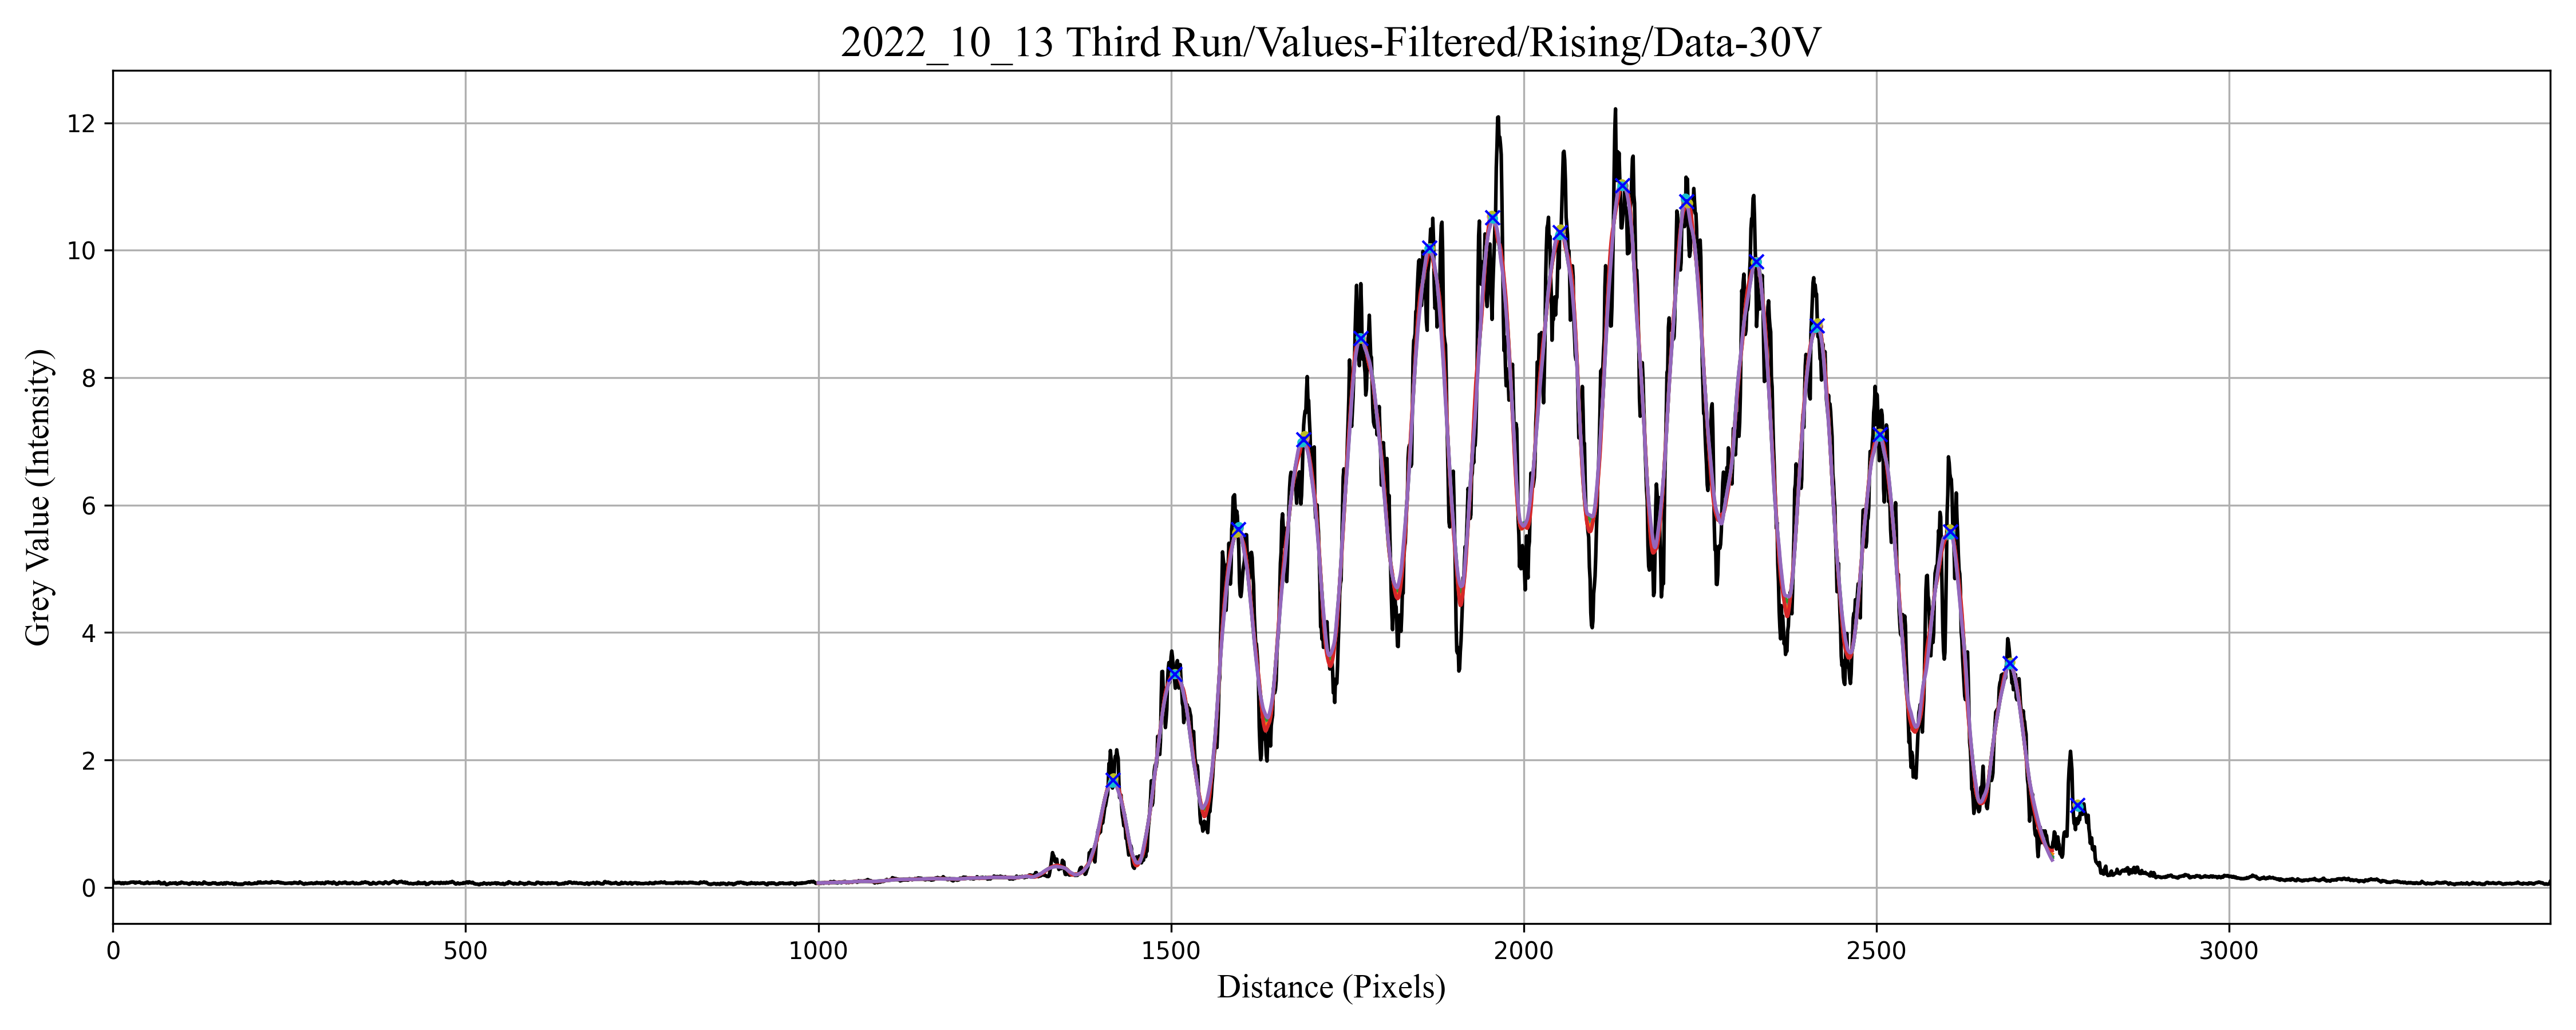 2022_10_13 Third Run/Values-Filtered/Rising/Data-30V
12
10
8
6
4
2
0
Grey Value (Intensity)
0 500 1000 1500 2000 2500 3000
Distance (Pixels)